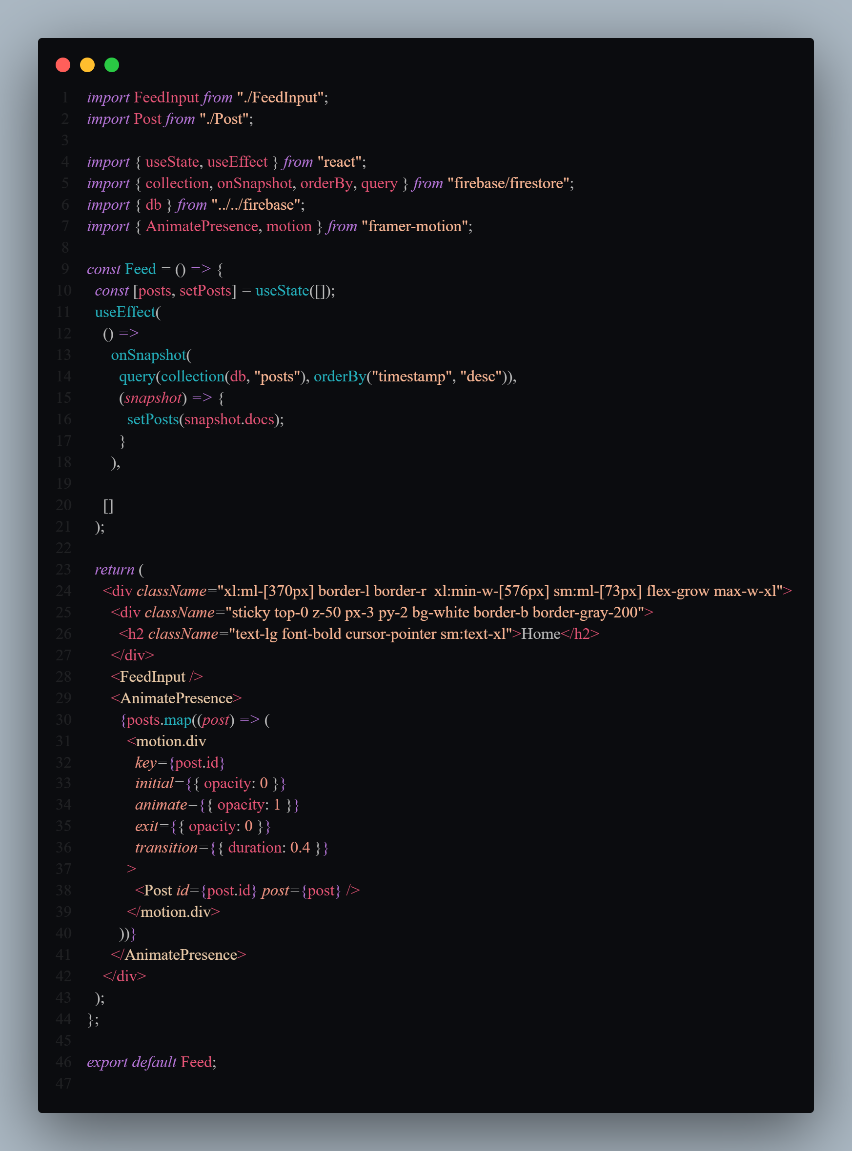 1 import FeedInput from "./FeedInput";
2 import Post from "./Post";
3
4 import { useState, useEffect } from "react";
5 import { collection, onSnapshot, orderBy, query } from "firebase/firestore";
6 import { db } from "../../firebase";
7 import { AnimatePresence, motion } from "framer-motion";
8
9 const Feed = () => {
10 const [posts, setPosts] = useState([]);
11 useEffect(
12 () =>
13 onSnapshot(
14 query(collection(db, "posts"), orderBy("timestamp", "desc")),
15 (snapshot) => {
16 setPosts(snapshot.docs);
17 }
18 ),
19
20 []
21 );
22
23 return (
24 <div className="xl:ml-[370px] border-l border-r  xl:min-w-[576px] sm:ml-[73px] flex-grow max-w-xl">
25 <div className="sticky top-0 z-50 px-3 py-2 bg-white border-b border-gray-200">
26 <h2 className="text-lg font-bold cursor-pointer sm:text-xl">Home</h2>
27 </div>
28 <FeedInput />
29 <AnimatePresence>
30 {posts.map((post) => (
31 <motion.div
32 key={post.id}
33 initial={{ opacity: 0 }}
34 animate={{ opacity: 1 }}
35 exit={{ opacity: 0 }}
36 transition={{ duration: 0.4 }}
37 >
38 <Post id={post.id} post={post} />
39 </motion.div>
40 ))}
41 </AnimatePresence>
42 </div>
43 );
44 };
45
46 export default Feed;
47